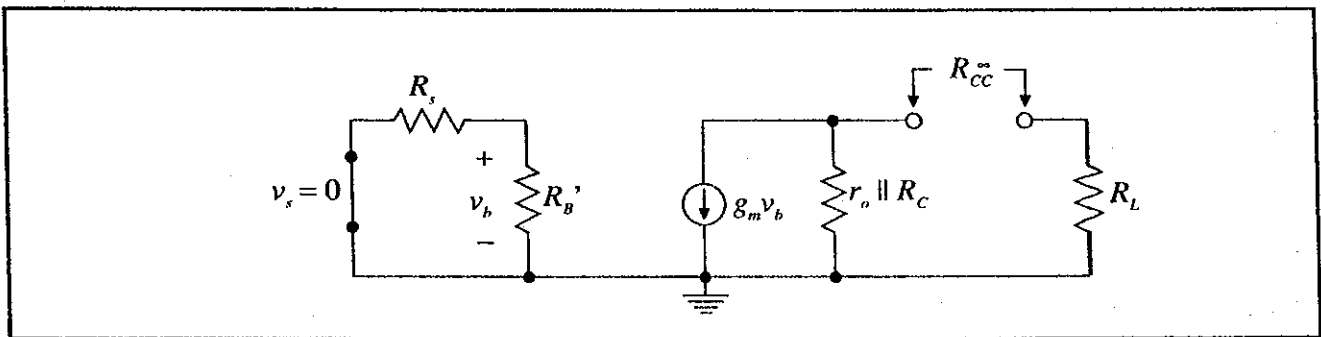 R_CC^∞
R_s
+
v_s = 0
v_b
R_B'
g_m v_b
r_o || R_C
R_L
−